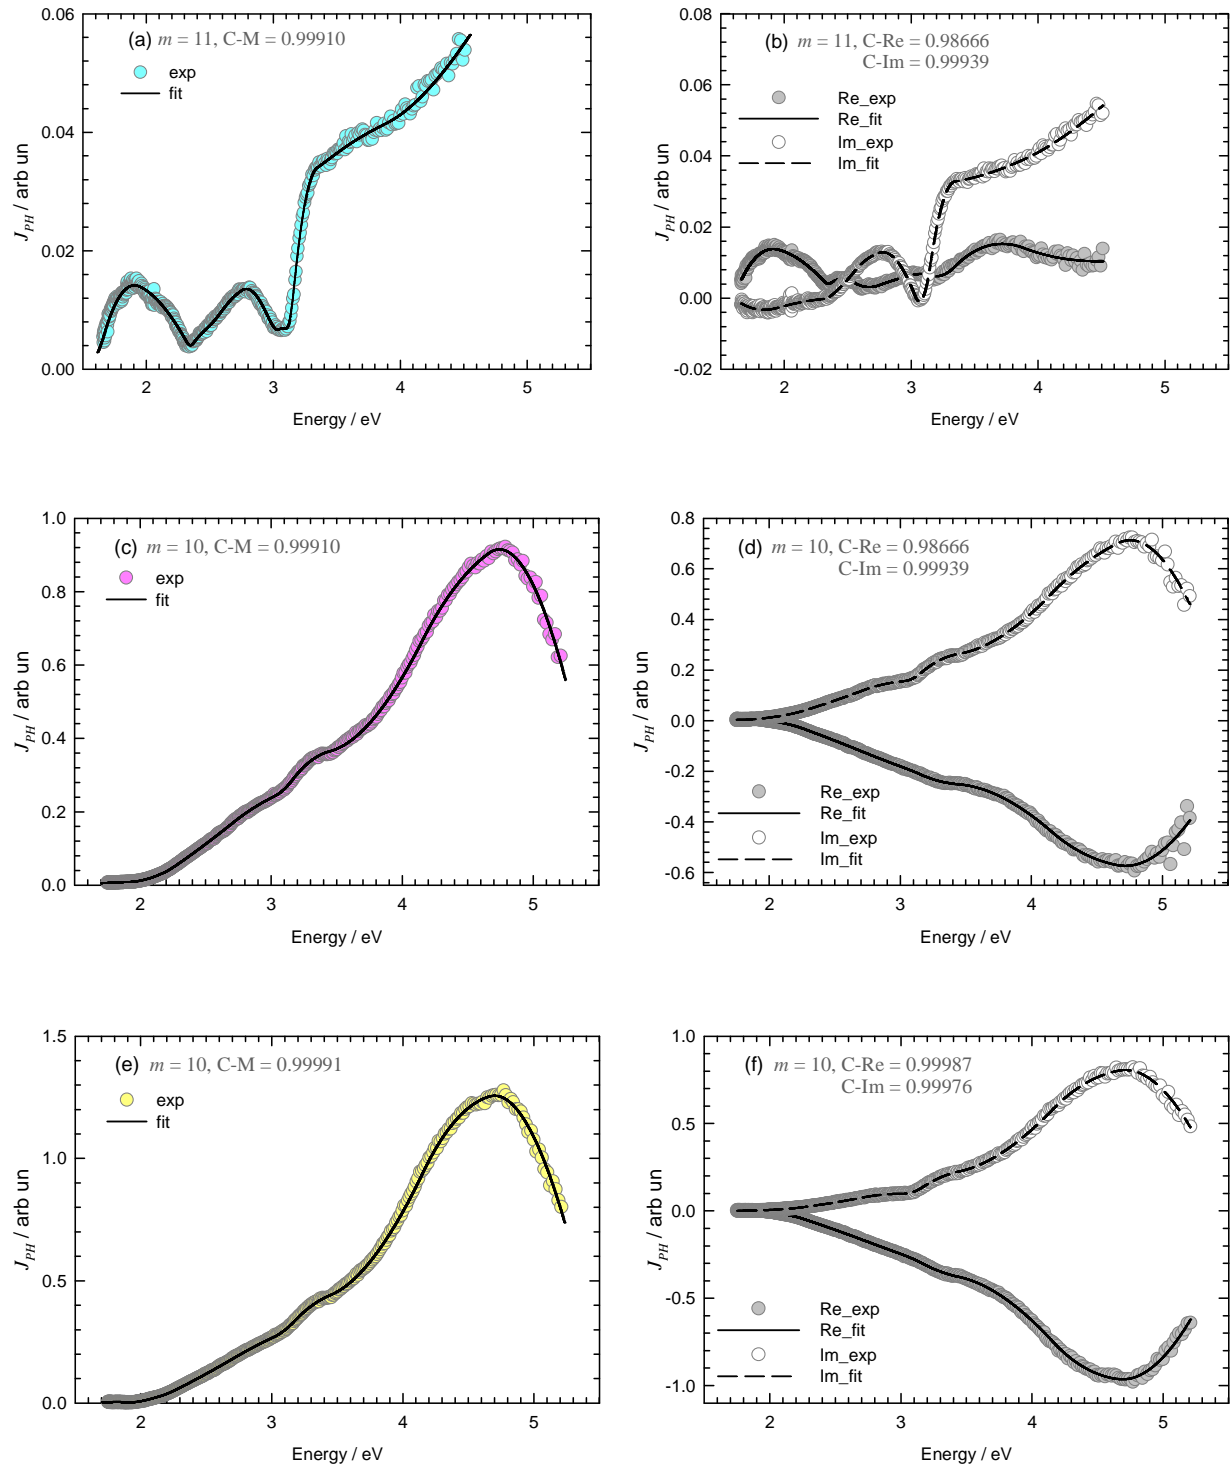 (a) m = 11, C-M = 0.99910
exp
fit
J_PH / arb un
0.06
0.04
0.02
0.00
2 3 4 5
Energy / eV
(b) m = 11, C-Re = 0.98666
C-Im = 0.99939
Re_exp
Re_fit
Im_exp
Im_fit
J_PH / arb un
0.08
0.06
0.04
0.02
0.00
-0.02
2 3 4 5
Energy / eV
(c) m = 10, C-M = 0.99910
exp
fit
J_PH / arb un
1.0
0.8
0.6
0.4
0.2
0.0
2 3 4 5
Energy / eV
(d) m = 10, C-Re = 0.98666
C-Im = 0.99939
Re_exp
Re_fit
Im_exp
Im_fit
J_PH / arb un
0.8
0.6
0.4
0.2
0.0
-0.2
-0.4
-0.6
2 3 4 5
Energy / eV
(e) m = 10, C-M = 0.99991
exp
fit
J_PH / arb un
1.5
1.0
0.5
0.0
2 3 4 5
Energy / eV
(f) m = 10, C-Re = 0.99987
C-Im = 0.99976
Re_exp
Re_fit
Im_exp
Im_fit
J_PH / arb un
1.0
0.5
0.0
-0.5
-1.0
2 3 4 5
Energy / eV